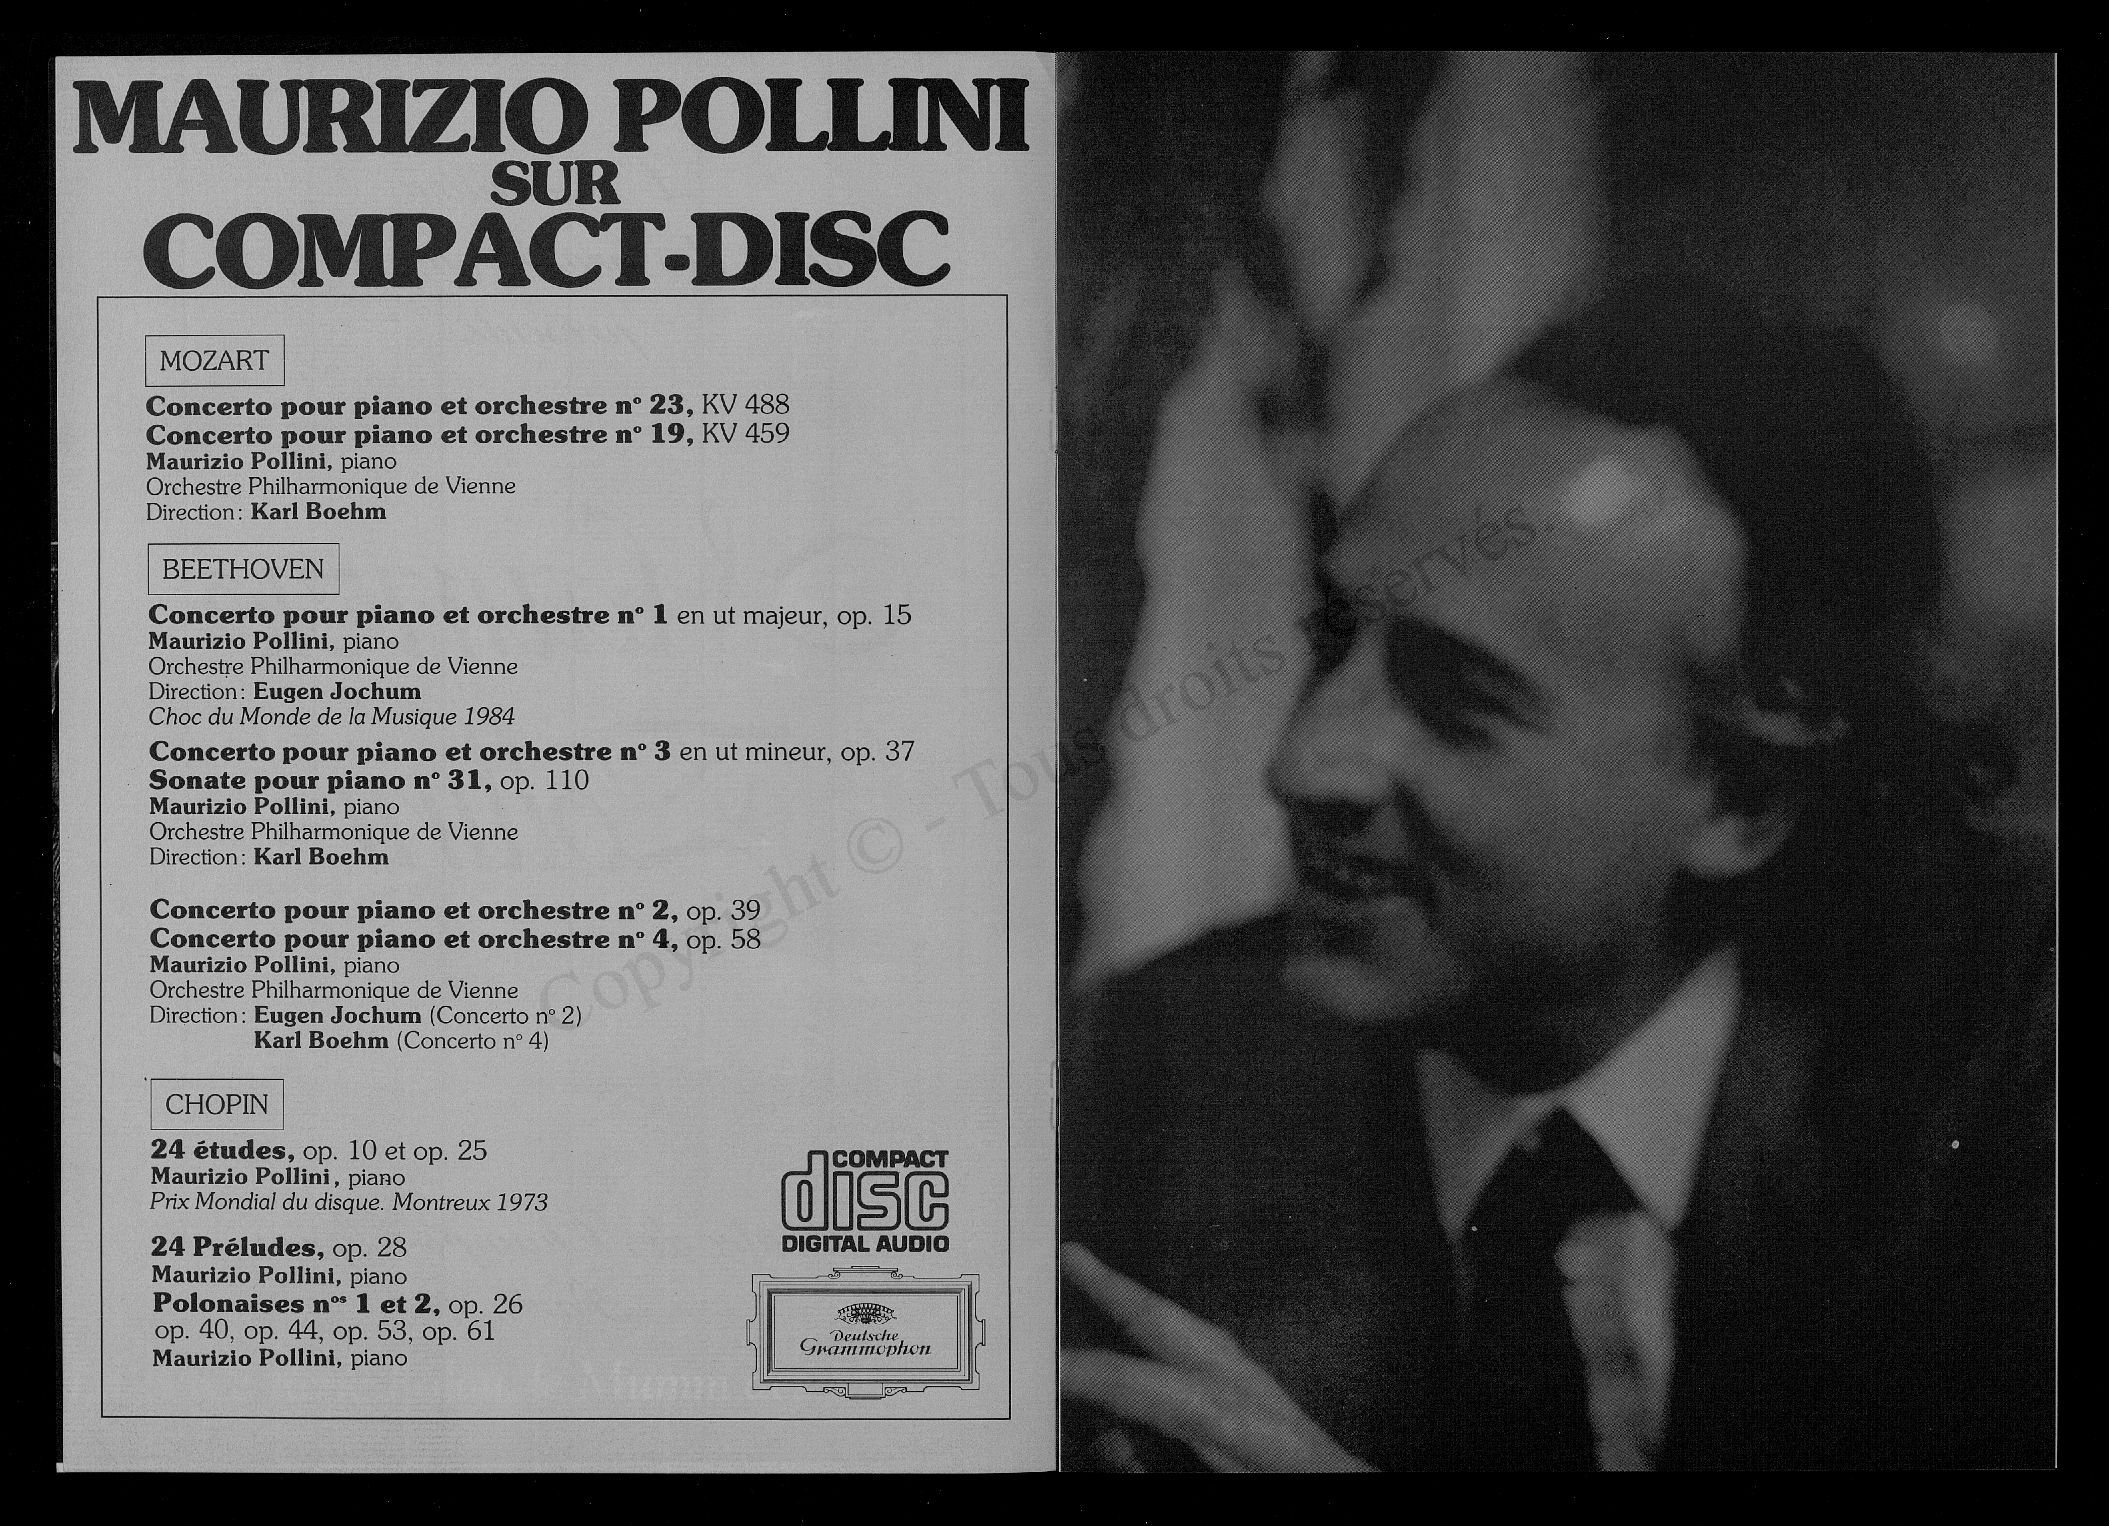 MAURIZIO POLLINI
SUR
COMPACT-DISC
MOZART
Concerto pour piano et orchestre n° 23, KV 488
Concerto pour piano et orchestre n° 19, KV 459
Maurizio Pollini, piano
Orchestre Philharmonique de Vienne
Direction: Karl Boehm
BEETHOVEN
Concerto pour piano et orchestre n° 1 en ut majeur, op. 15
Maurizio Pollini, piano
Orchestre Philharmonique de Vienne
Direction: Eugen Jochum
Choc du Monde de la Musique 1984
Concerto pour piano et orchestre n° 3 en ut mineur, op. 37
Sonate pour piano n° 31, op. 110
Maurizio Pollini, piano
Orchestre Philharmonique de Vienne
Direction: Karl Boehm
Concerto pour piano et orchestre n° 2, op. 39
Concerto pour piano et orchestre n° 4, op. 58
Maurizio Pollini, piano
Orchestre Philharmonique de Vienne
Direction: Eugen Jochum (Concerto n° 2)
Karl Boehm (Concerto n° 4)
CHOPIN
24 études, op. 10 et op. 25
Maurizio Pollini, piano
Prix Mondial du disque. Montreux 1973
24 Préludes, op. 28
Maurizio Pollini, piano
Polonaises nos 1 et 2, op. 26
op. 40, op. 44, op. 53, op. 61
Maurizio Pollini, piano
COMPACT
disc
DIGITAL AUDIO
Deutsche
Grammophon
Copyright © - Tous droits réservés